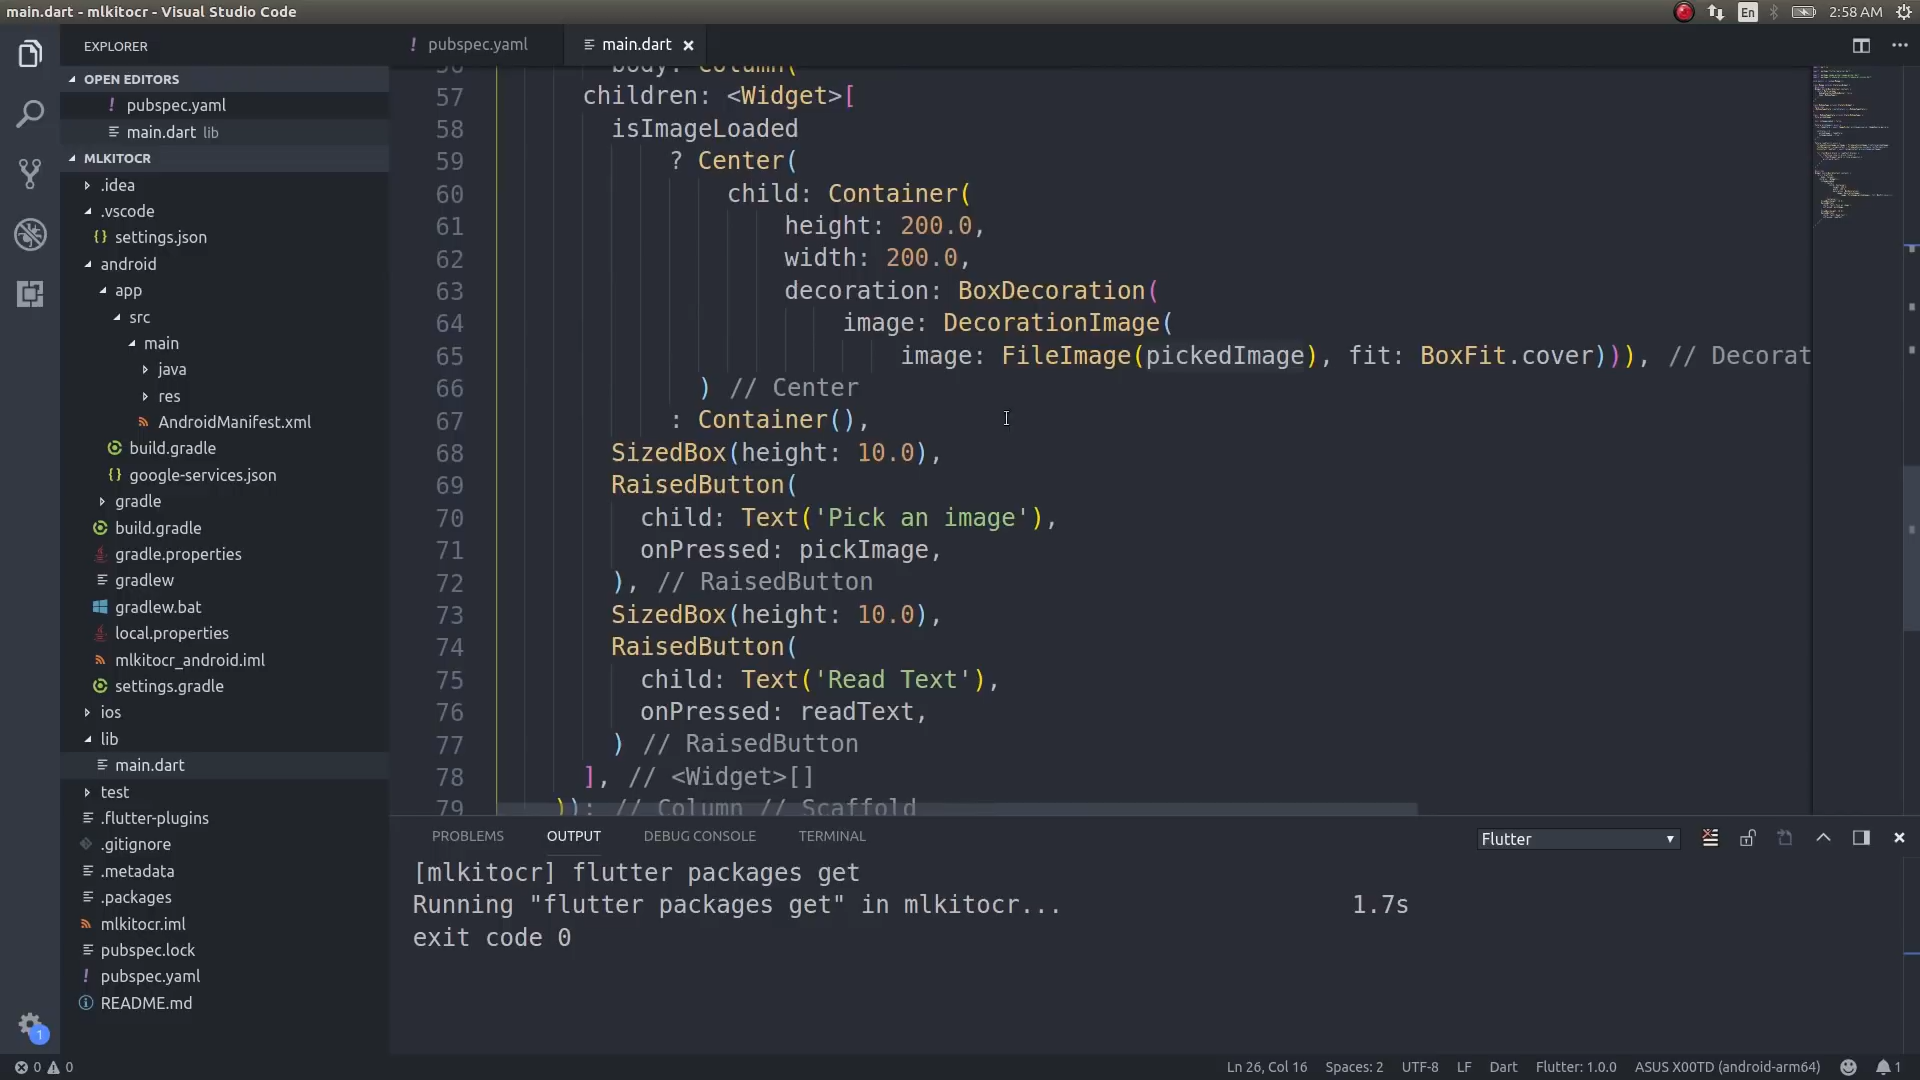 main.dart - mlkitocr - Visual Studio Code
En
2:58 AM
EXPLORER
OPEN EDITORS
! pubspec.yaml
main.dart lib
MLKITOCR
.idea
.vscode
{} settings.json
android
app
src
main
java
res
AndroidManifest.xml
build.gradle
{} google-services.json
gradle
build.gradle
gradle.properties
gradlew
gradlew.bat
local.properties
mlkitocr_android.iml
settings.gradle
ios
lib
main.dart
test
.flutter-plugins
.gitignore
.metadata
.packages
mlkitocr.iml
pubspec.lock
! pubspec.yaml
README.md
1
! pubspec.yaml
main.dart
56 body: Column(
57 children: <Widget>[
58 isImageLoaded
59 ? Center(
60 child: Container(
61 height: 200.0,
62 width: 200.0,
63 decoration: BoxDecoration(
64 image: DecorationImage(
65 image: FileImage(pickedImage), fit: BoxFit.cover))), // Decorat
66 ) // Center
67 : Container(),
68 SizedBox(height: 10.0),
69 RaisedButton(
70 child: Text('Pick an image'),
71 onPressed: pickImage,
72 ), // RaisedButton
73 SizedBox(height: 10.0),
74 RaisedButton(
75 child: Text('Read Text'),
76 onPressed: readText,
77 ) // RaisedButton
78 ], // <Widget>[]
79 )); // Column // Scaffold
PROBLEMS OUTPUT DEBUG CONSOLE TERMINAL
Flutter
[mlkitocr] flutter packages get
Running "flutter packages get" in mlkitocr... 1.7s
exit code 0
0 0
Ln 26, Col 16 Spaces: 2 UTF-8 LF Dart Flutter: 1.0.0 ASUS X00TD (android-arm64) 1